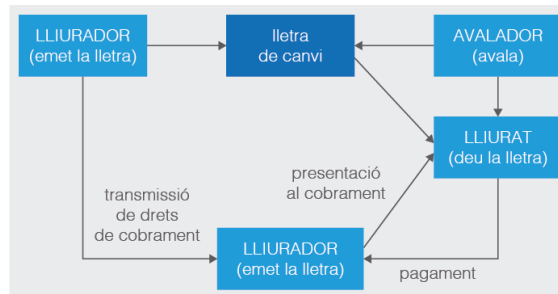 LLIURADOR
(emet la lletra)
lletra
de canvi
AVALADOR
(avala)
LLIURAT
(deu la lletra)
presentació
al cobrament
transmissió
de drets
de cobrament
LLIURADOR
(emet la lletra)
pagament